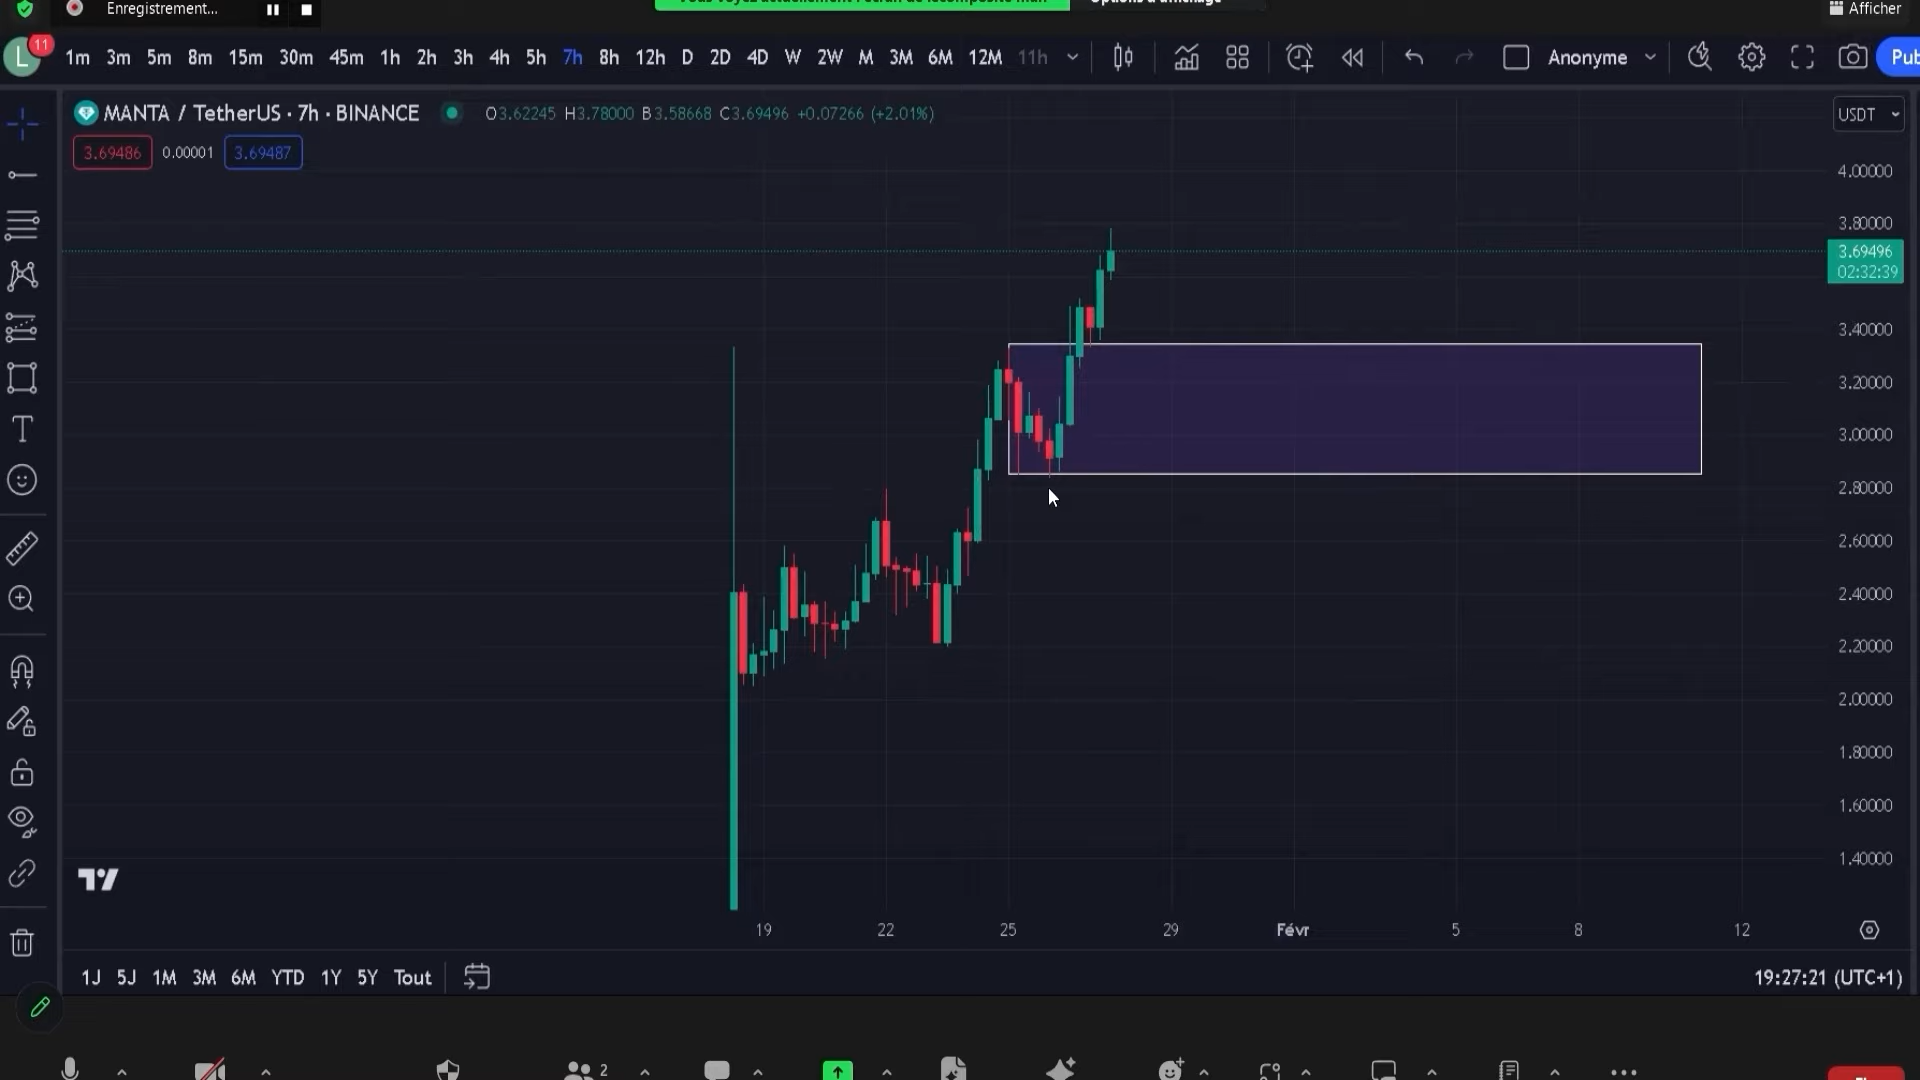 Enregistrement...
Afficher
L 11 1m 3m 5m 8m 15m 30m 45m 1h 2h 3h 4h 5h 7h 8h 12h D 2D 4D W 2W M 3M 6M 12M 11h Anonyme Pub
MANTA / TetherUS · 7h · BINANCE O3.62245 H3.78000 B3.58668 C3.69496 +0.07266 (+2.01%)
USDT
3.69486 0.00001 3.69487
4.00000
3.80000
3.69496
02:32:39
3.40000
3.20000
3.00000
2.80000
2.60000
2.40000
2.20000
2.00000
1.80000
1.60000
1.40000
19 22 25 29 Févr 5 8 12
1J 5J 1M 3M 6M YTD 1Y 5Y Tout
19:27:21 (UTC+1)
2